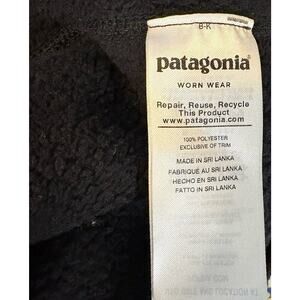 B-K
patagonia®
WORN WEAR
Repair, Reuse, Recycle
This Product
www.patagonia.com
100% POLYESTER
EXCLUSIVE OF TRIM
MADE IN SRI LANKA
FABRIQUÉ AU SRI LANKA
HECHO EN SRI LANKA
FATTO IN SRI LANKA